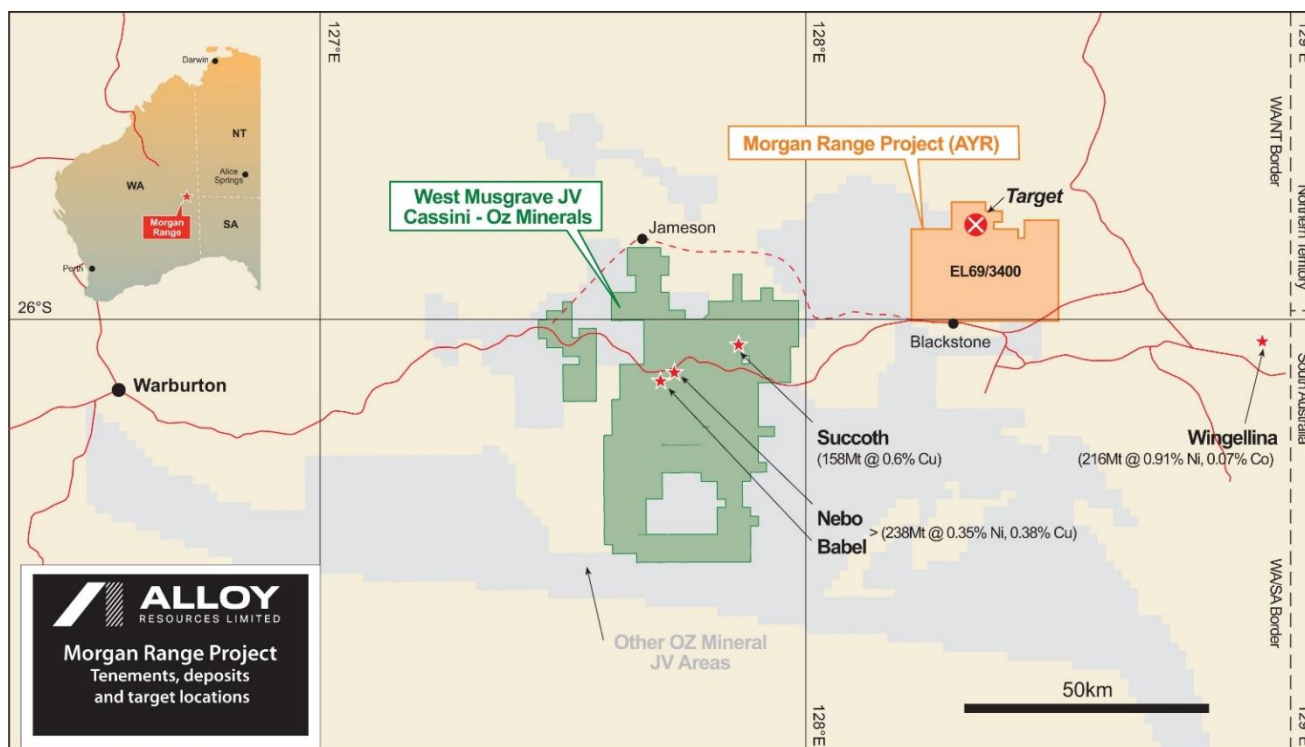 Darwin
NT
WA
Alice
Springs
Morgan
Range
SA
Perth
127°E
128°E
129°E
WA/NT Border
Northern Territory
Morgan Range Project (AYR)
West Musgrave JV
Cassini - Oz Minerals
Target
Jameson
EL69/3400
26°S
Blackstone
Warburton
South Australia
Succoth
(158Mt @ 0.6% Cu)
Wingellina
(216Mt @ 0.91% Ni, 0.07% Co)
Nebo
Babel
> (238Mt @ 0.35% Ni, 0.38% Cu)
WA/SA Border
Other OZ Mineral
JV Areas
ALLOY
RESOURCES LIMITED
Morgan Range Project
Tenements, deposits
and target locations
50km
128°E
129°E